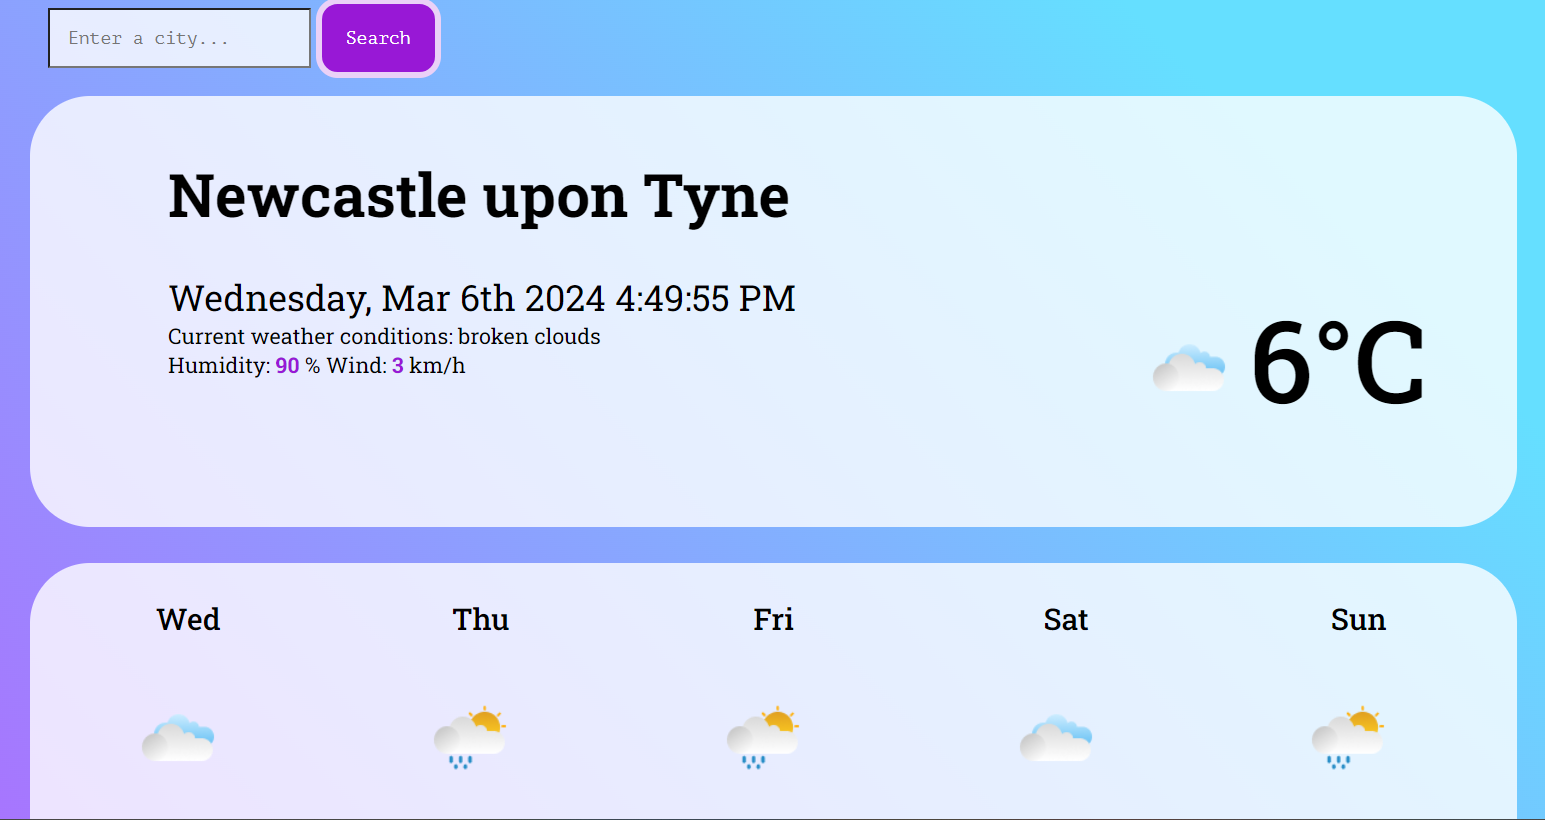 Enter a city... Search
Newcastle upon Tyne
Wednesday, Mar 6th 2024 4:49:55 PM
Current weather conditions: broken clouds
Humidity: 90 % Wind: 3 km/h
6°C
Wed Thu Fri Sat Sun